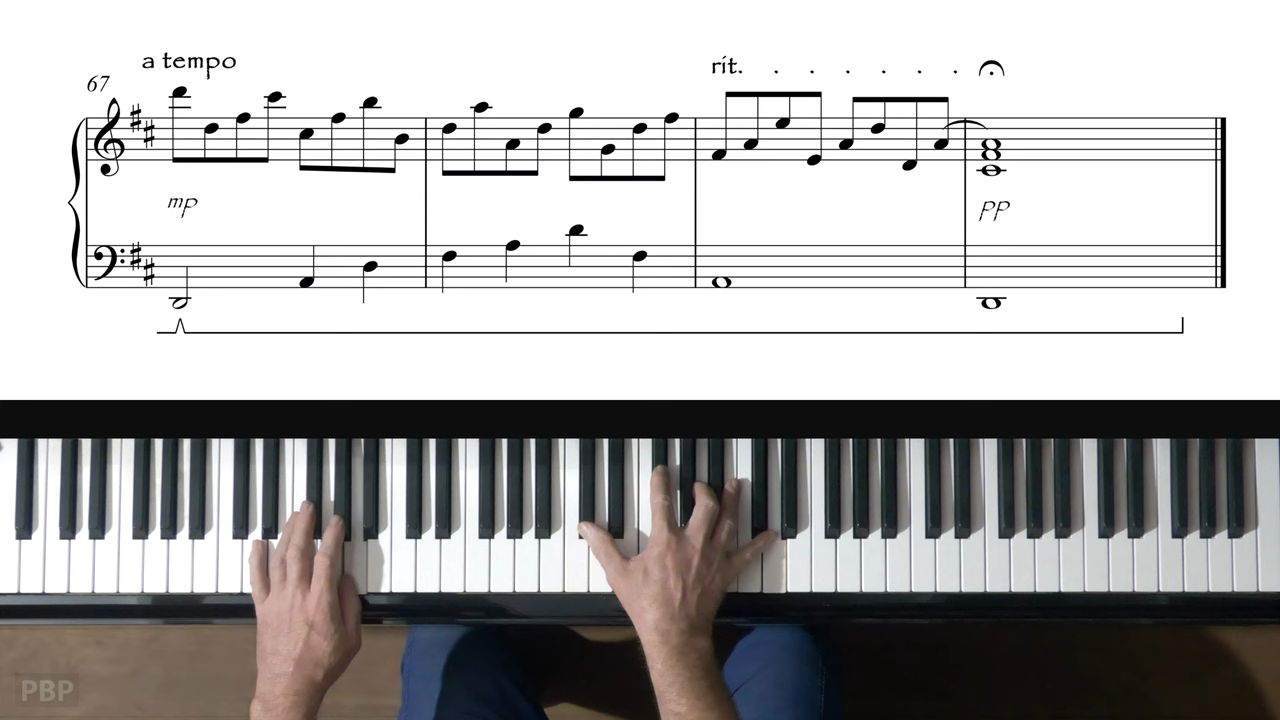 a tempo
67
rit. . . . . . .
mp
pp
PBP